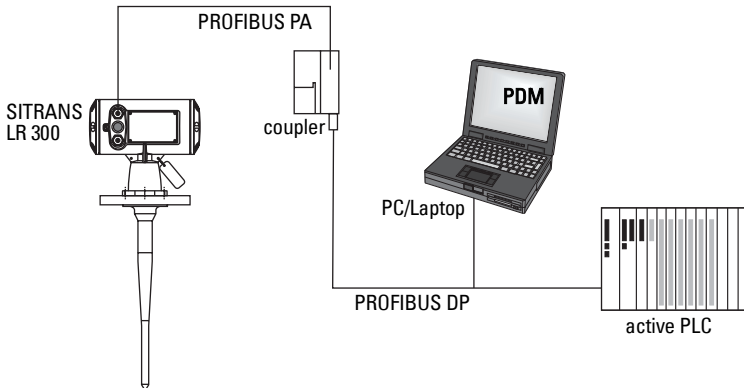 PROFIBUS PA
SITRANS
LR 300
coupler
PDM
PC/Laptop
PROFIBUS DP
active PLC